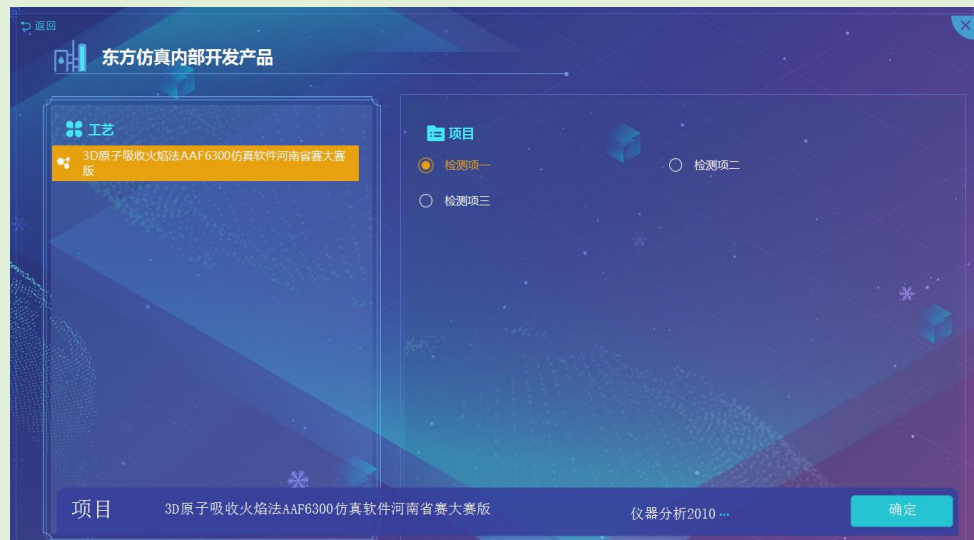 返回
东方仿真内部开发产品
工艺
3D原子吸收火焰法AAF6300仿真软件河南省赛大赛
版
项目
检测项一
检测项二
检测项三
项目
3D原子吸收火焰法AAF6300仿真软件河南省赛大赛版
仪器分析2010 …
确定